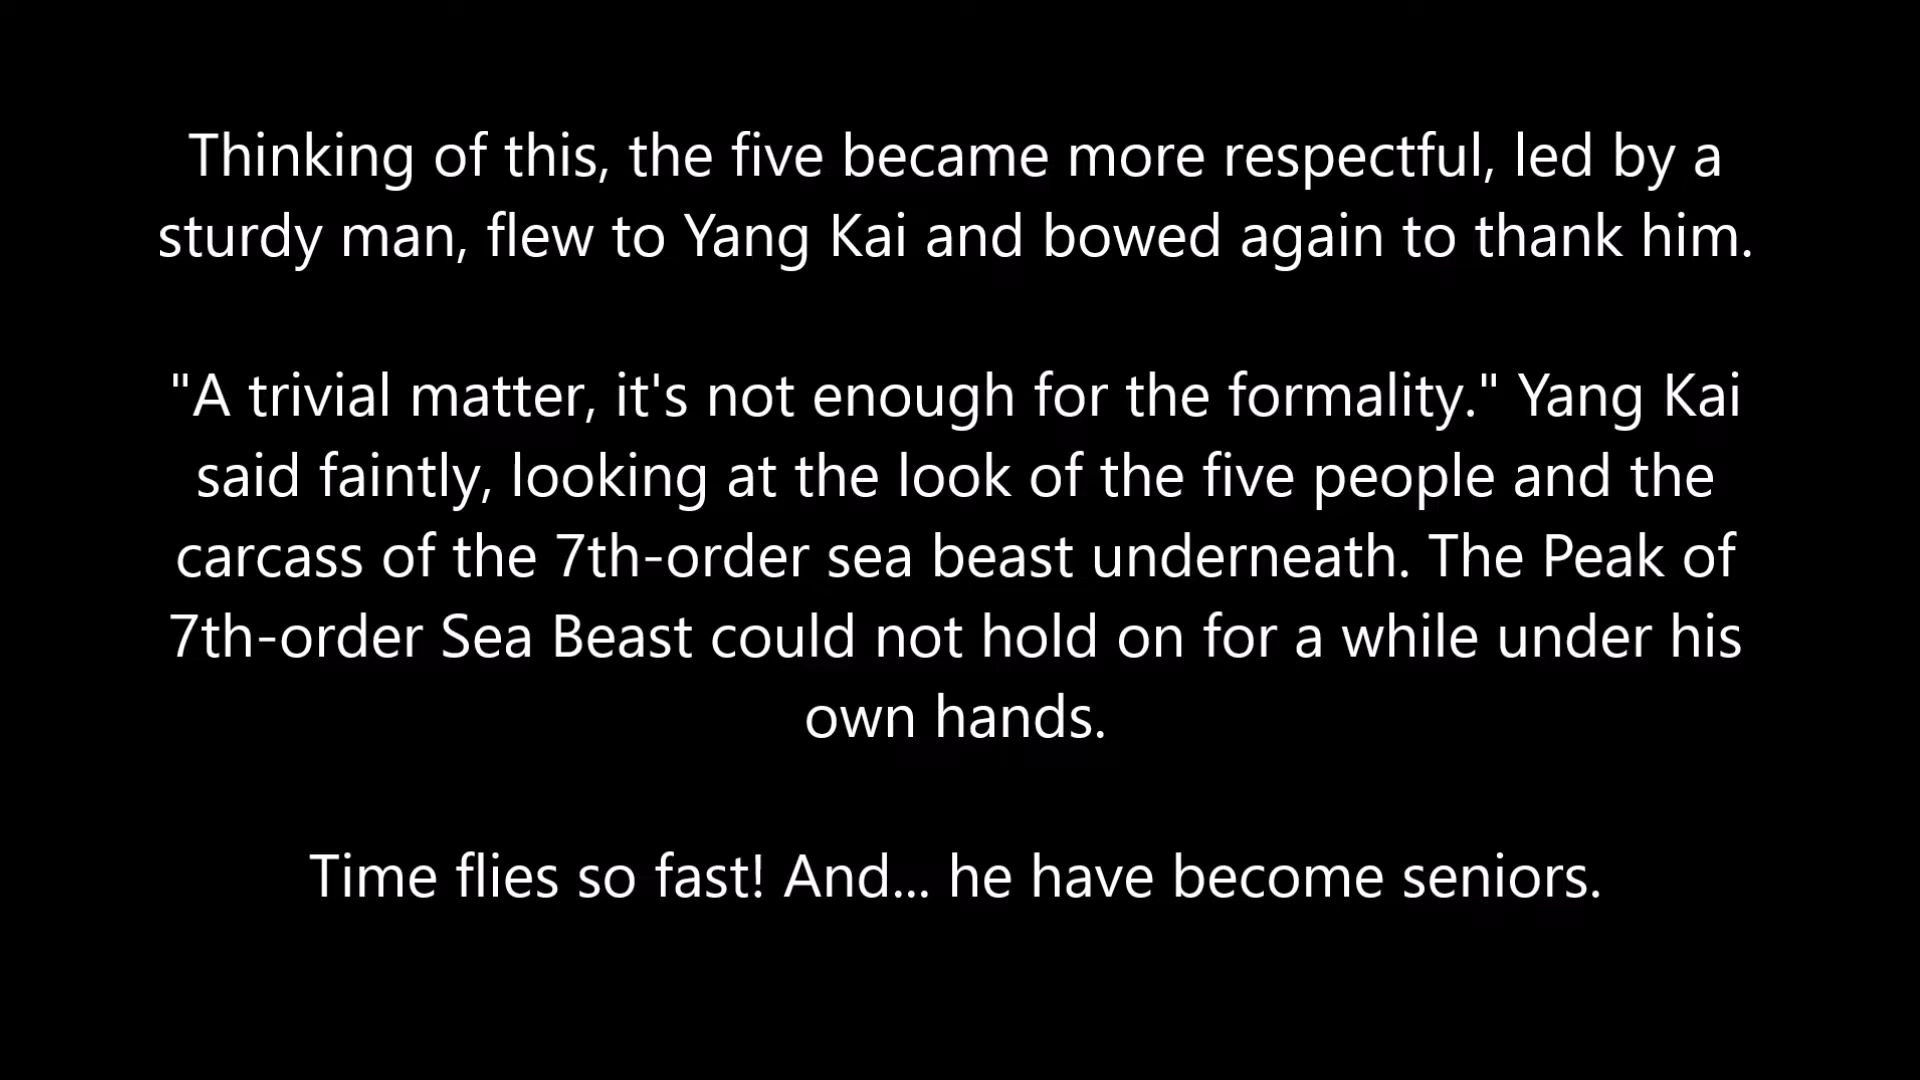 Thinking of this, the five became more respectful, led by a
sturdy man, flew to Yang Kai and bowed again to thank him.
"A trivial matter, it's not enough for the formality." Yang Kai
said faintly, looking at the look of the five people and the
carcass of the 7th-order sea beast underneath. The Peak of
7th-order Sea Beast could not hold on for a while under his
own hands.
Time flies so fast! And... he have become seniors.